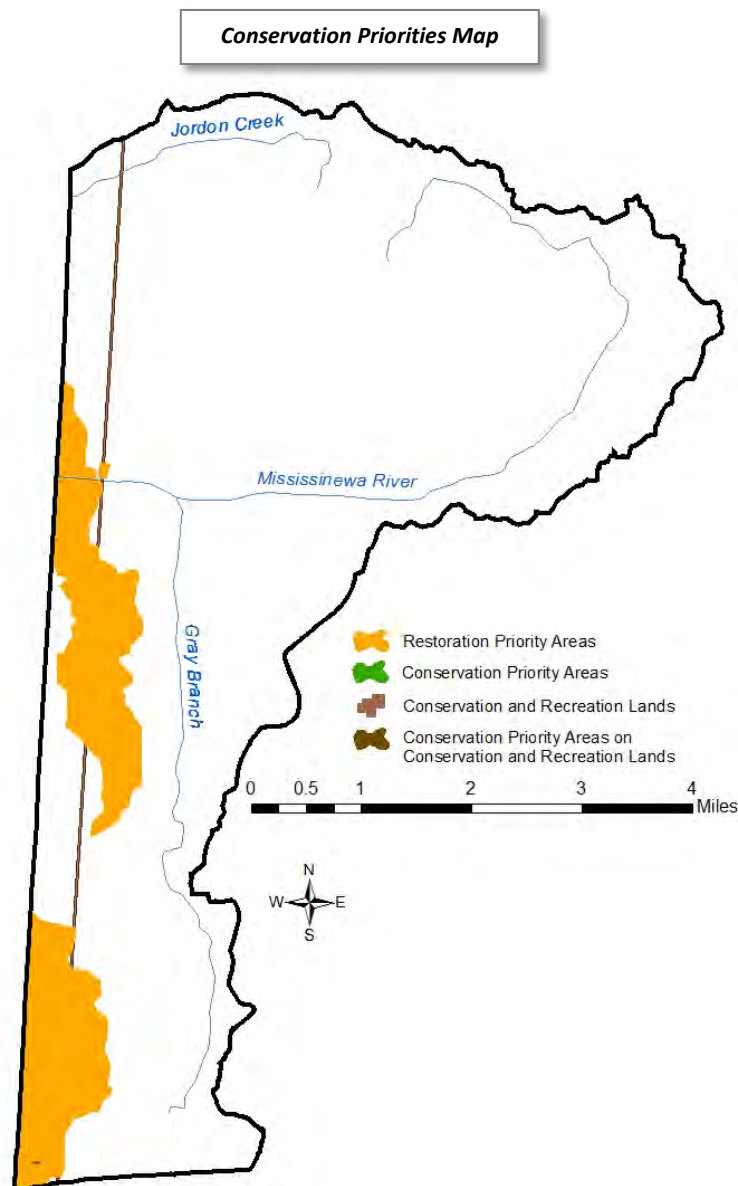 Conservation Priorities Map
Jordon Creek
Mississinewa River
Gray Branch
Restoration Priority Areas
Conservation Priority Areas
Conservation and Recreation Lands
Conservation Priority Areas on
Conservation and Recreation Lands
0 0.5 1 2 3 4
Miles
N
W E
S